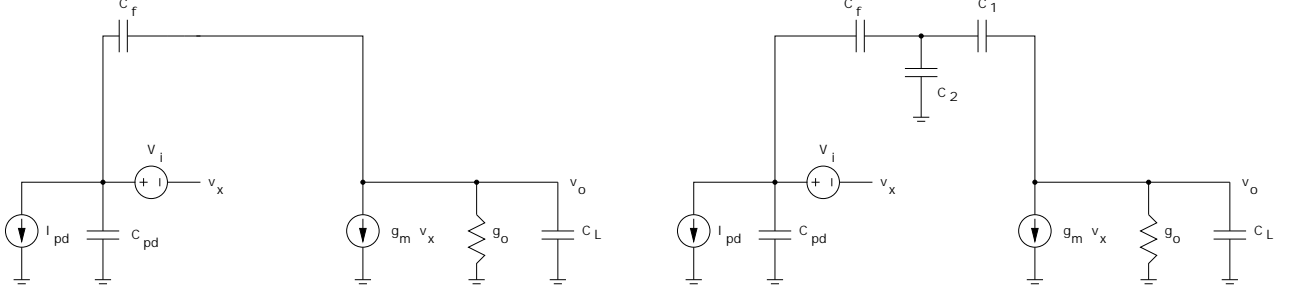 C f
C f
C 1
C 2
V i
V i
+ -
+ -
v x
v o
v x
v o
I pd
C pd
g m v x
g o
C L
I pd
C pd
g m v x
g o
C L